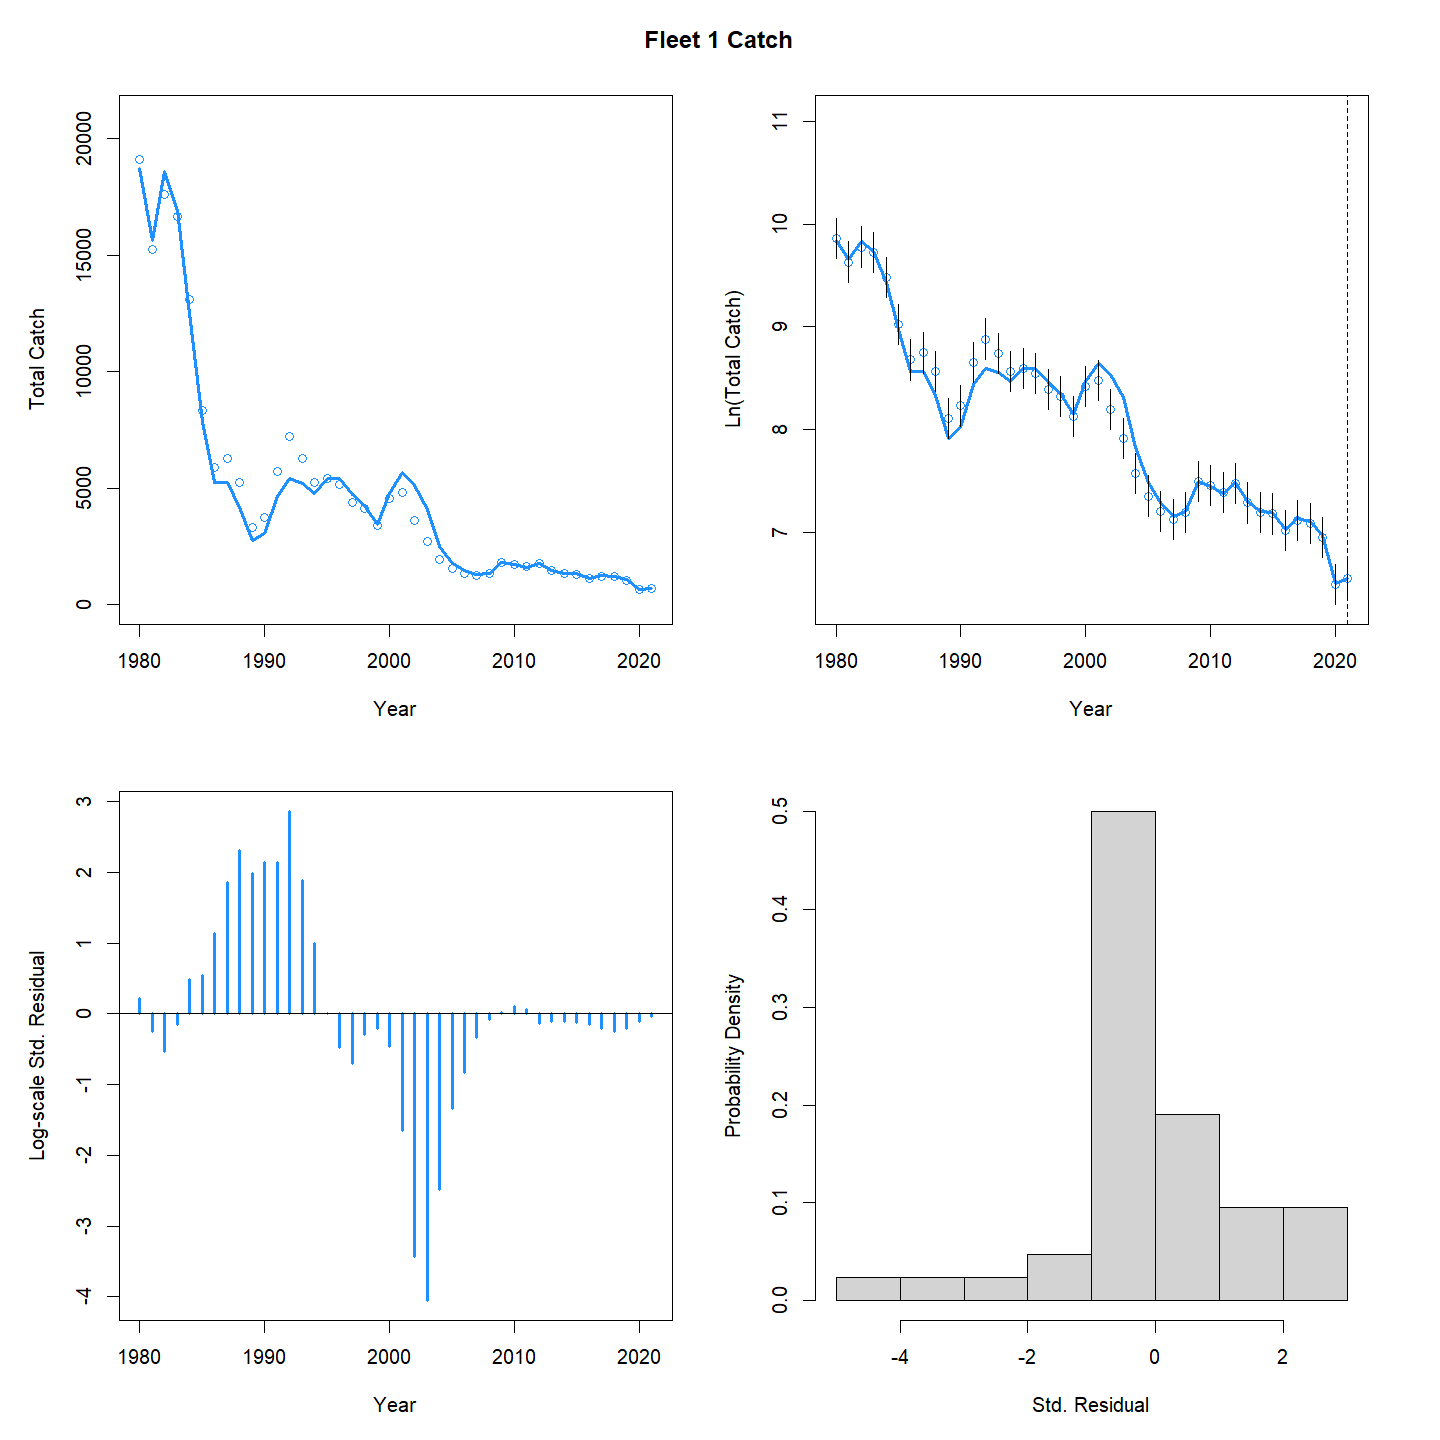 Fleet 1 Catch
Total Catch
20000
15000
10000
5000
0
1980 1990 2000 2010 2020
Year
Ln(Total Catch)
11
10
9
8
7
1980 1990 2000 2010 2020
Year
Log-scale Std. Residual
3
2
1
0
-1
-2
-3
-4
1980 1990 2000 2010 2020
Year
Probability Density
0.5
0.4
0.3
0.2
0.1
0.0
-4 -2 0 2
Std. Residual